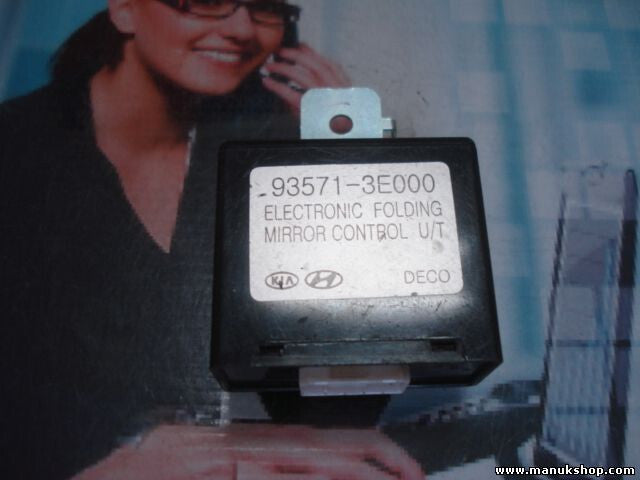 93571-3E000
ELECTRONIC FOLDING
MIRROR CONTROL U/T
KIA DECO
www.manukshop.com